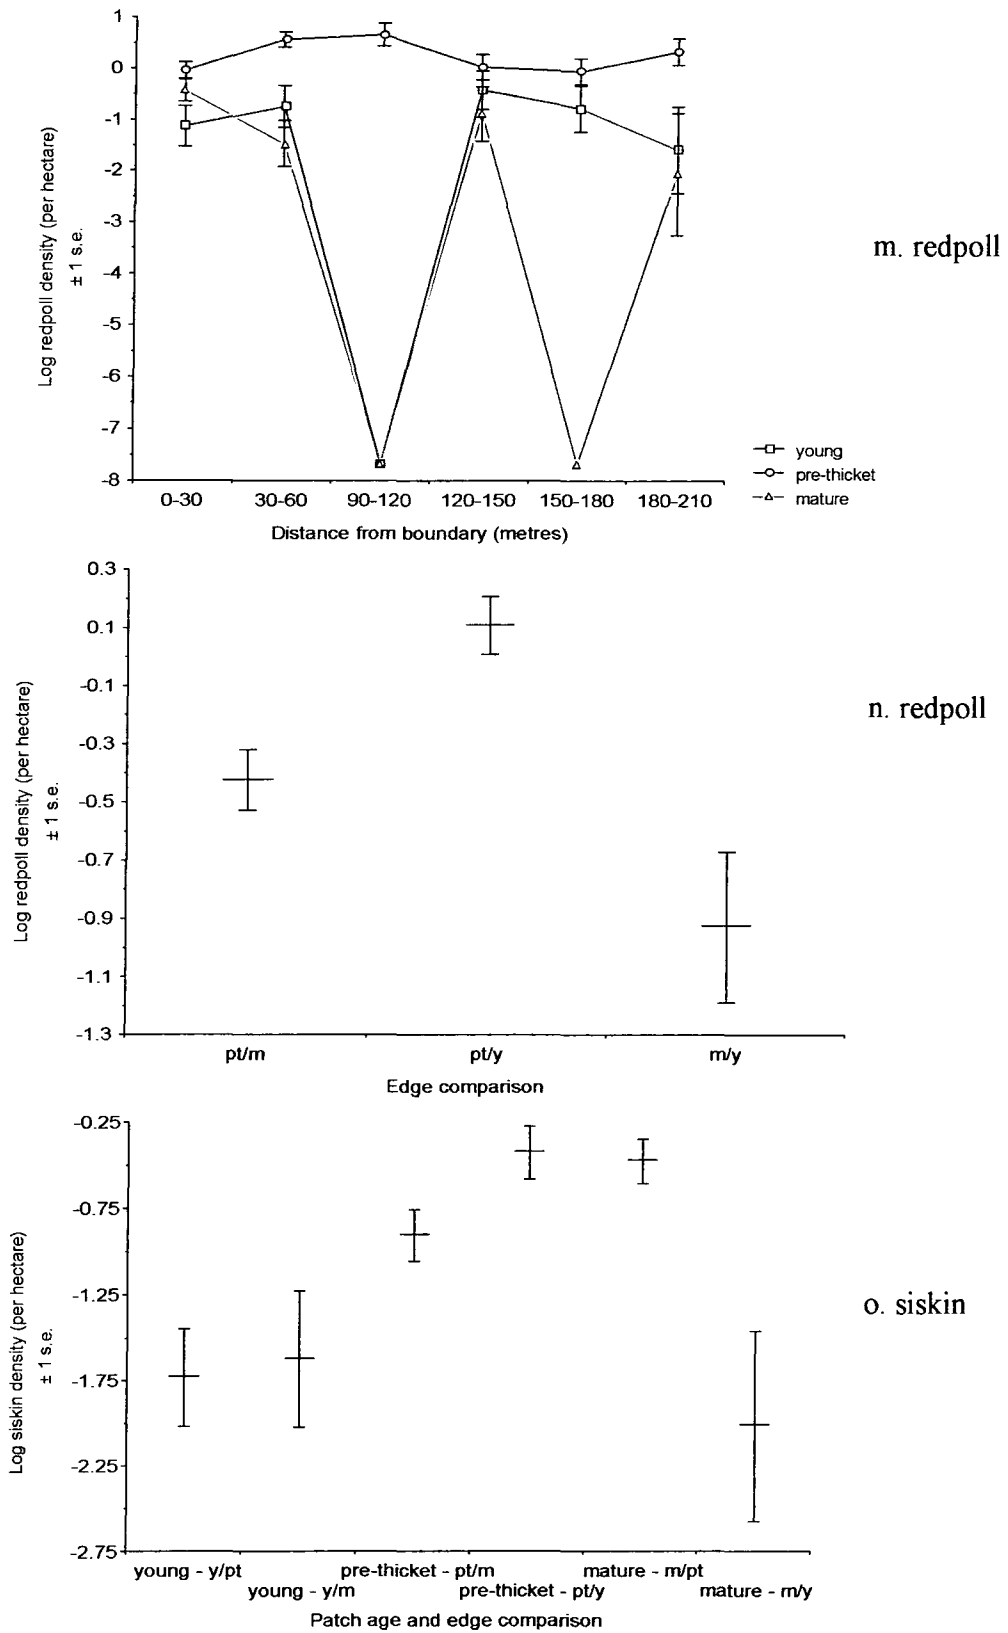 1
0
-1
-2
-3
-4
-5
-6
-7
-8
Log redpoll density (per hectare)
± 1 s.e.
0-30 30-60 90-120 120-150 150-180 180-210
Distance from boundary (metres)
young
pre-thicket
mature
m. redpoll
0.3
0.1
-0.1
-0.3
-0.5
-0.7
-0.9
-1.1
-1.3
Log redpoll density (per hectare)
± 1 s.e.
pt/m pt/y m/y
Edge comparison
n. redpoll
-0.25
-0.75
-1.25
-1.75
-2.25
-2.75
Log siskin density (per hectare)
± 1 s.e.
young - y/pt pre-thicket - pt/m mature - m/pt
young - y/m pre-thicket - pt/y mature - m/y
Patch age and edge comparison
o. siskin